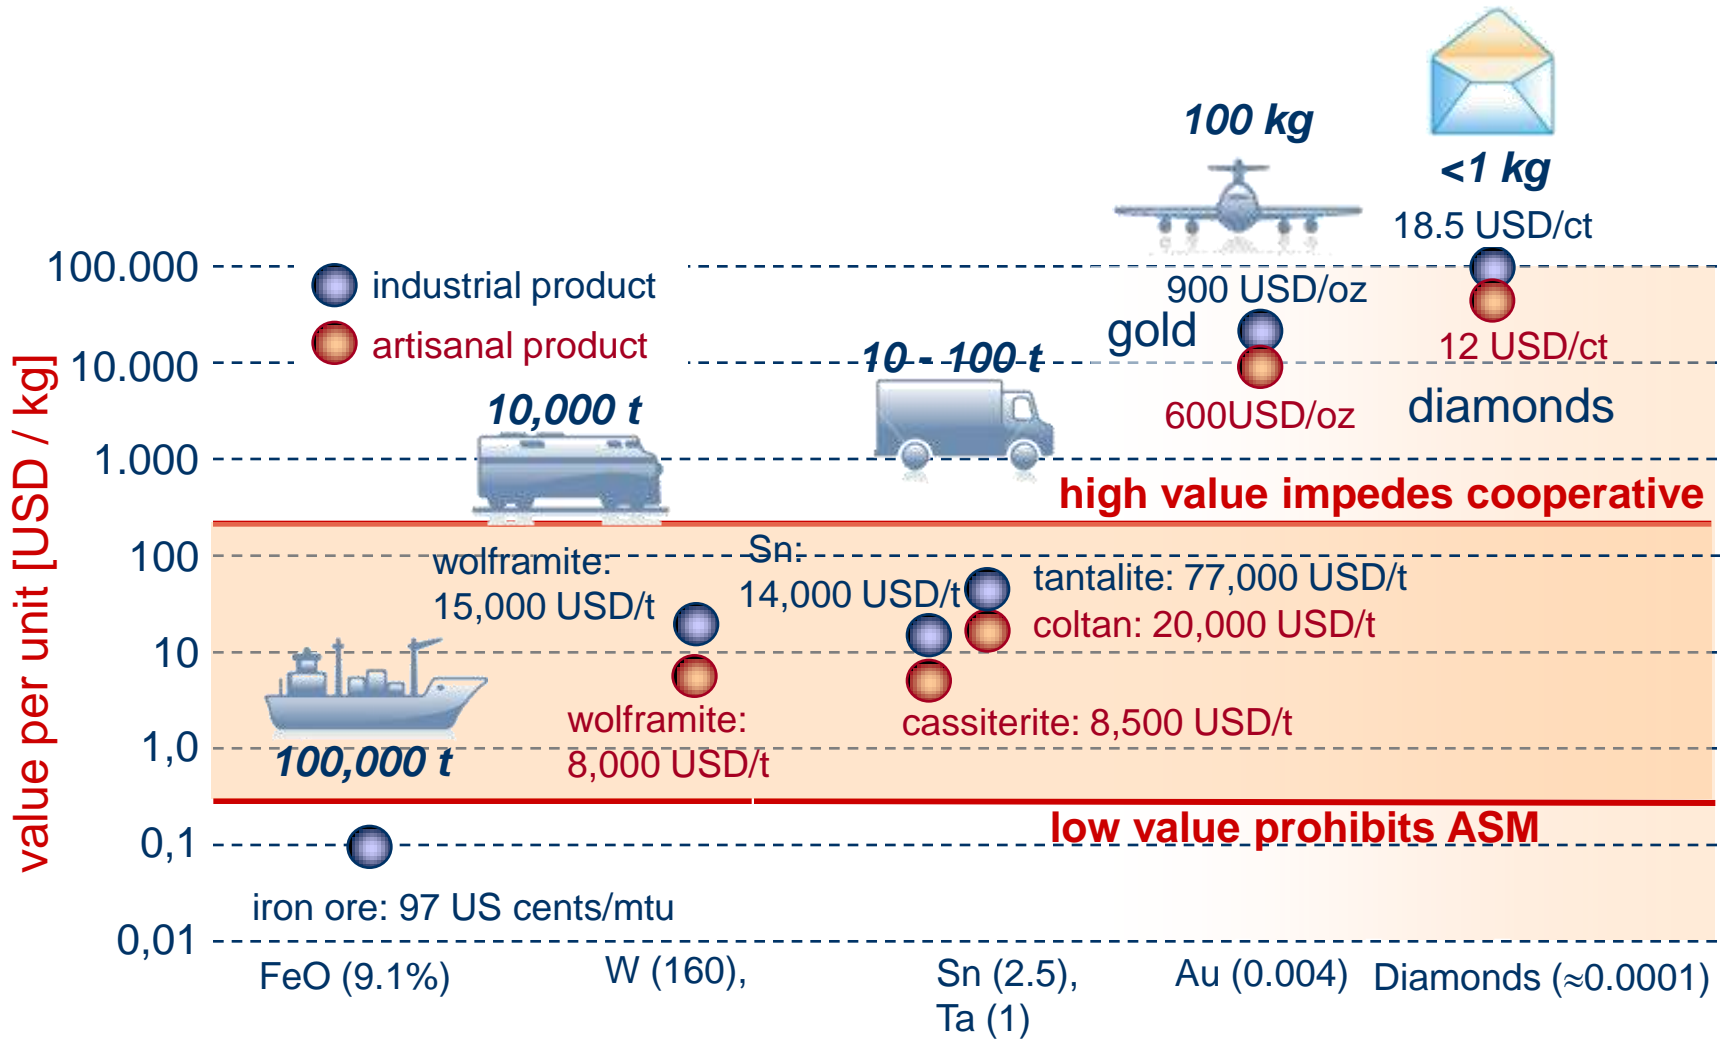 100 kg
<1 kg
18.5 USD/ct
100.000
industrial product
900 USD/oz
gold
artisanal product
10 - 100 t
12 USD/ct
10.000
10,000 t
600USD/oz
diamonds
1.000
high value impedes cooperative
value per unit [USD / kg]
100
wolframite:
15,000 USD/t
Sn:
14,000 USD/t
tantalite: 77,000 USD/t
coltan: 20,000 USD/t
10
wolframite:
8,000 USD/t
cassiterite: 8,500 USD/t
1,0
100,000 t
low value prohibits ASM
0,1
iron ore: 97 US cents/mtu
0,01
FeO (9.1%)
W (160),
Sn (2.5),
Ta (1)
Au (0.004)
Diamonds (≈0.0001)